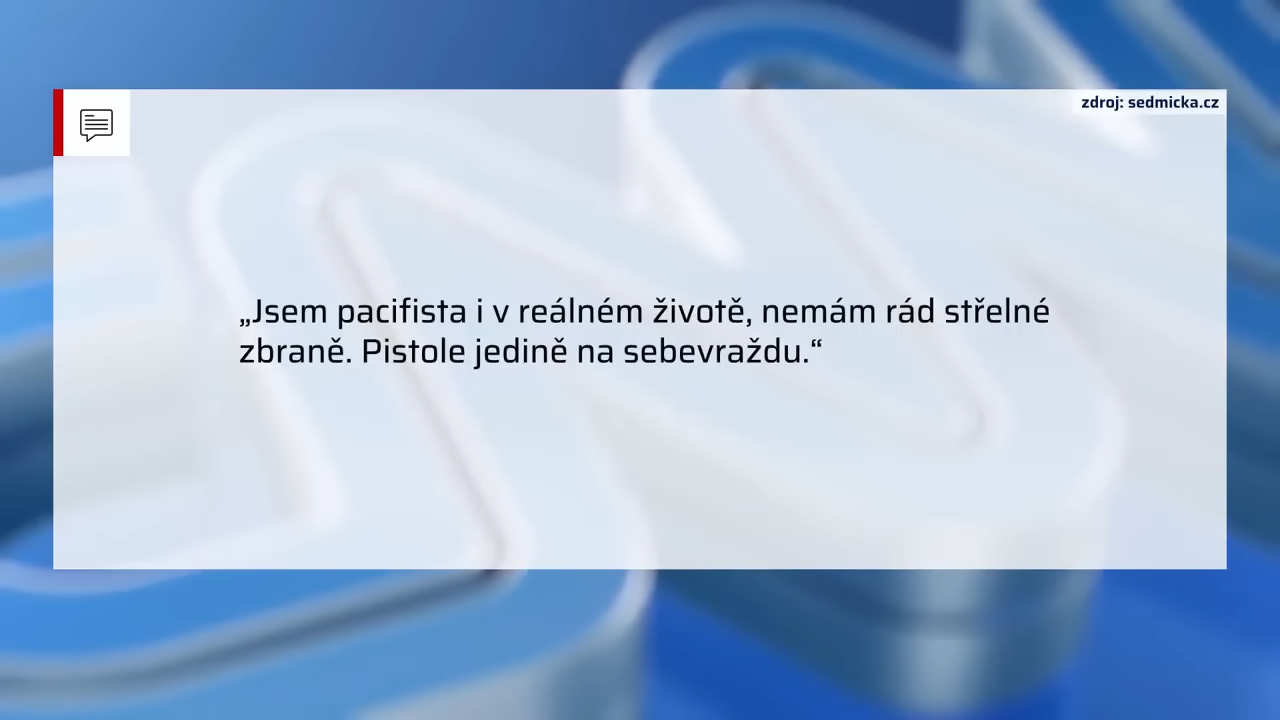 zdroj: sedmicka.cz
„Jsem pacifista i v reálném životě, nemám rád střelné
zbraně. Pistole jedině na sebevraždu.“